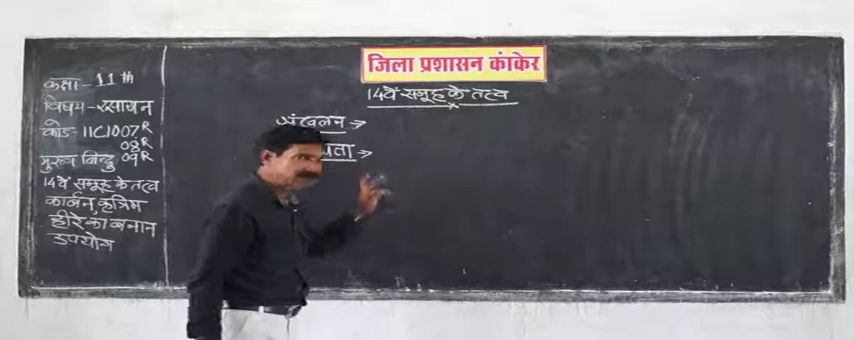 जिला प्रशासन कांकेर
कक्षा - 11th
विषय - रसायन
कोड - 11C1007R
08R
09R
मुख्य बिन्दु
14वें समूह के तत्व
कार्बन, कृत्रिम
हीरे का बनान
उपयोग
14वें समूह के तत्व
श्रंखलन →
→